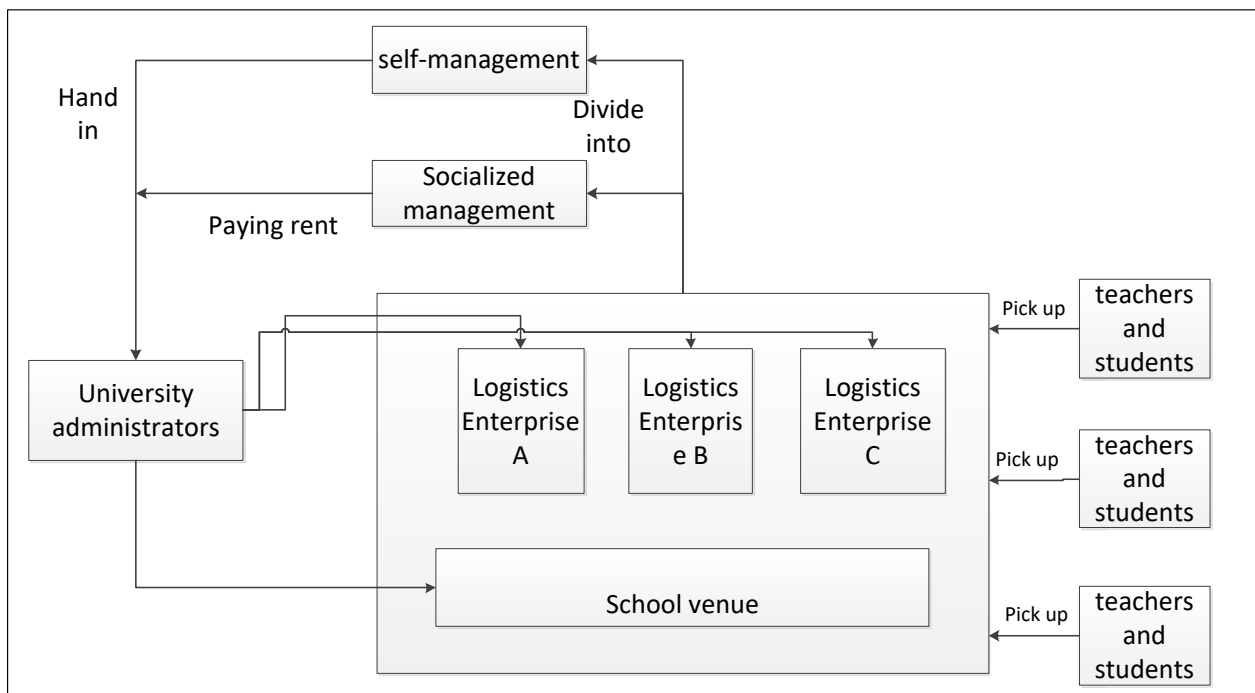 self-management
Hand
in
Divide
into
Socialized
management
Paying rent
teachers
and
students
Pick up
University
administrators
Logistics
Enterprise
A
Logistics
Enterpris
e B
Logistics
Enterprise
C
teachers
and
students
Pick up
School venue
teachers
and
students
Pick up